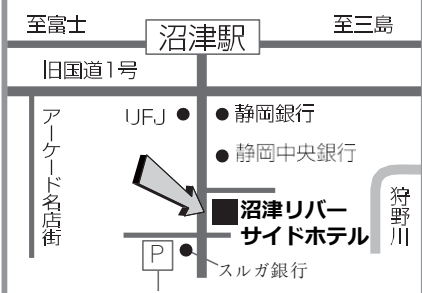 至富士
至三島
沼津駅
旧国道1号
アーケード名店街
UFJ
静岡銀行
静岡中央銀行
沼津リバー
サイドホテル
狩野川
P
スルガ銀行